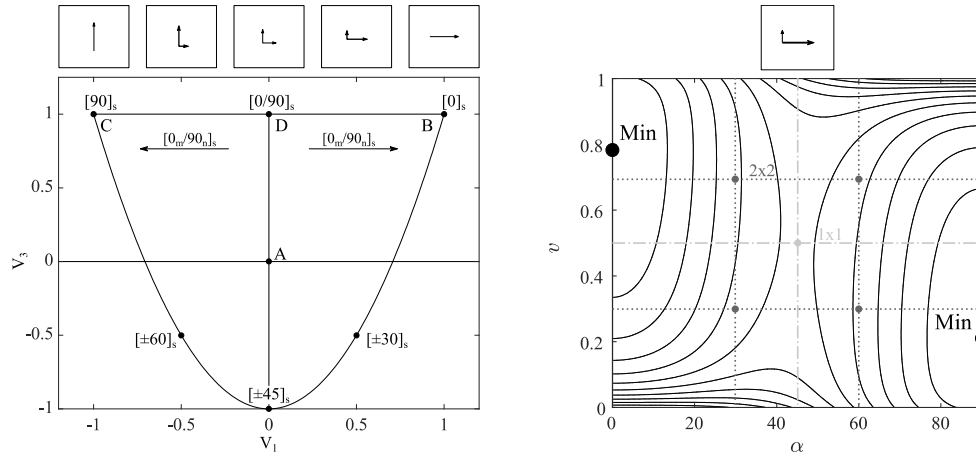 [90]ₛ
[0/90]ₛ
[0]ₛ
1
C
D
B
[0ₘ/90ₙ]ₛ
[0ₘ/90ₙ]ₛ
0.5
V₃
0
A
-0.5
[±60]ₛ
[±30]ₛ
[±45]ₛ
-1
-1
-0.5
0
0.5
1
V₁
1
Min
0.8
2x2
0.6
v
1x1
0.4
Min
0.2
0
0
20
40
60
80
α